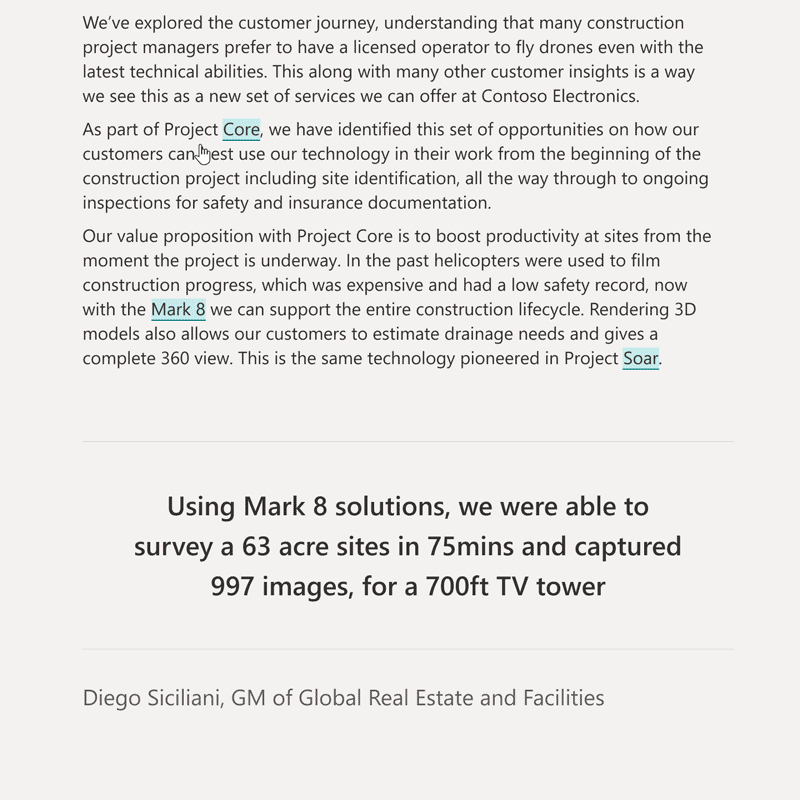 We've explored the customer journey, understanding that many construction
project managers prefer to have a licensed operator to fly drones even with the
latest technical abilities. This along with many other customer insights is a way
we see this as a new set of services we can offer at Contoso Electronics.
As part of Project Core, we have identified this set of opportunities on how our
customers can est use our technology in their work from the beginning of the
construction project including site identification, all the way through to ongoing
inspections for safety and insurance documentation.
Our value proposition with Project Core is to boost productivity at sites from the
moment the project is underway. In the past helicopters were used to film
construction progress, which was expensive and had a low safety record, now
with the Mark 8 we can support the entire construction lifecycle. Rendering 3D
models also allows our customers to estimate drainage needs and gives a
complete 360 view. This is the same technology pioneered in Project Soar.
Using Mark 8 solutions, we were able to
survey a 63 acre sites in 75mins and captured
997 images, for a 700ft TV tower
Diego Siciliani, GM of Global Real Estate and Facilities